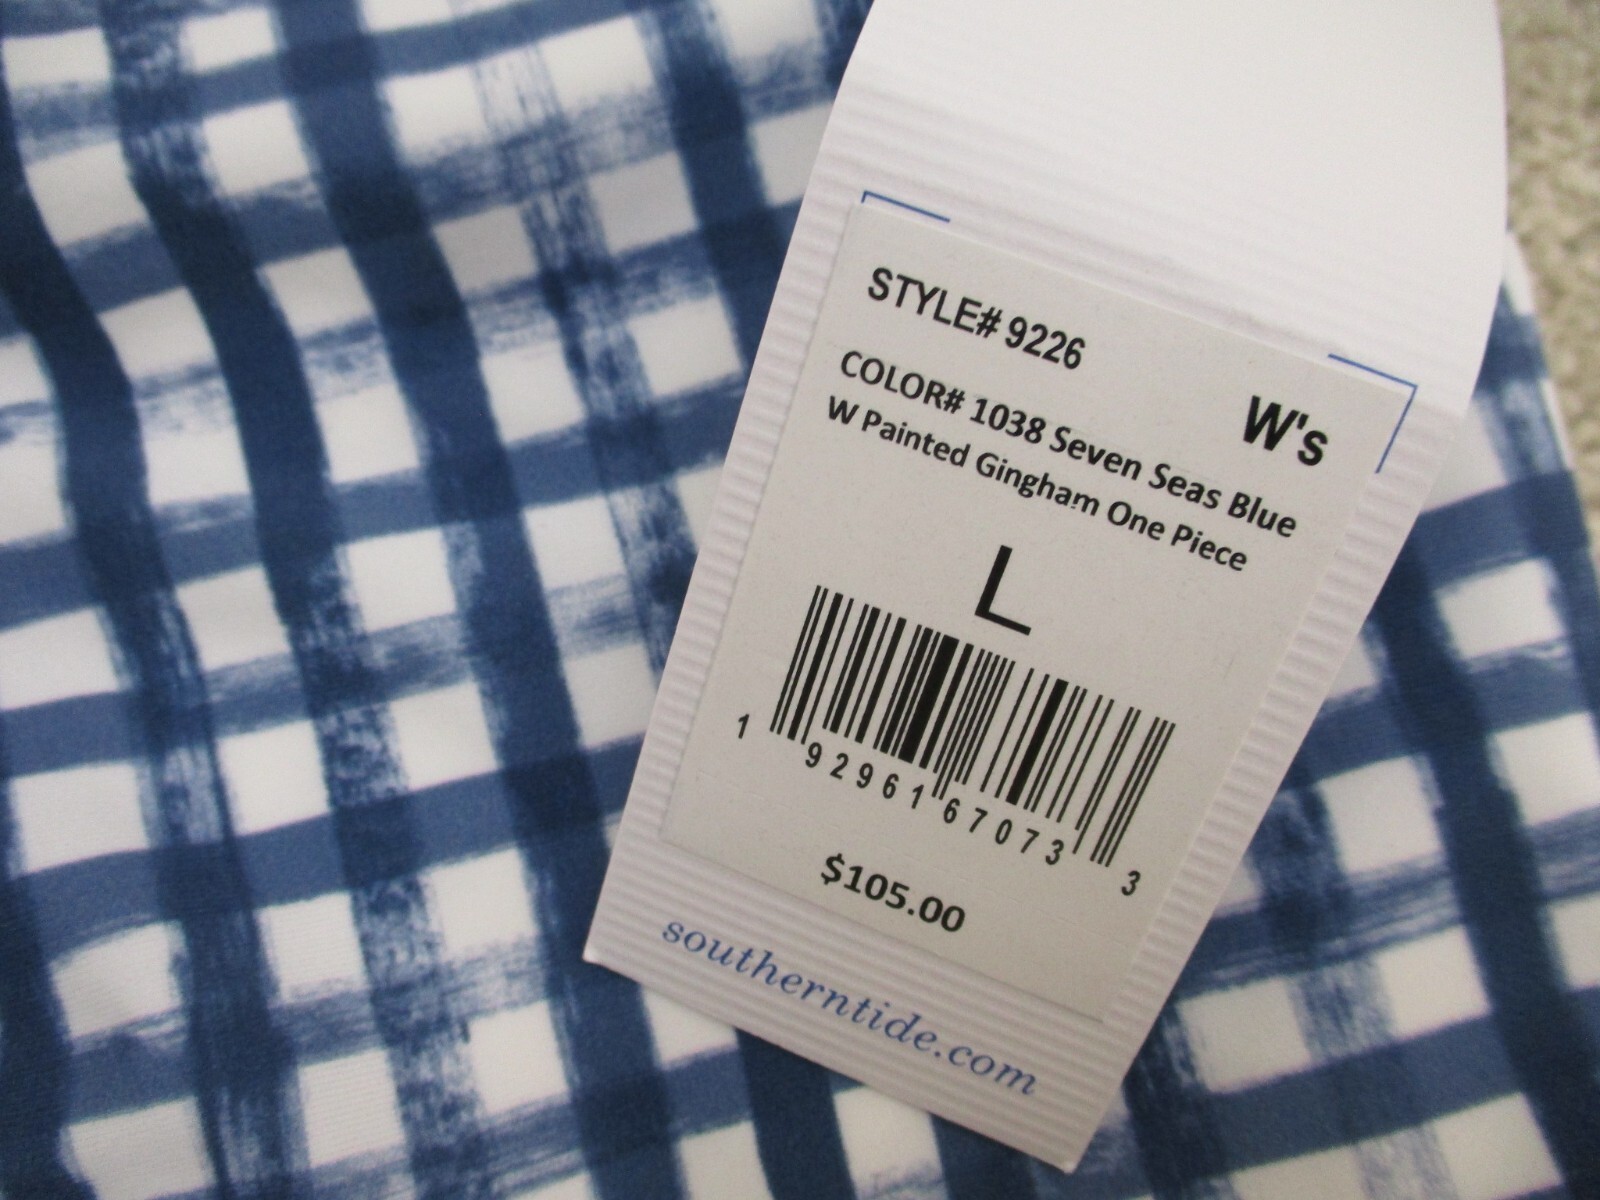 STYLE# 9226
W's
COLOR# 1038 Seven Seas Blue
W Painted Gingham One Piece
L
1 92961 67073 3
$105.00
southerntide.com